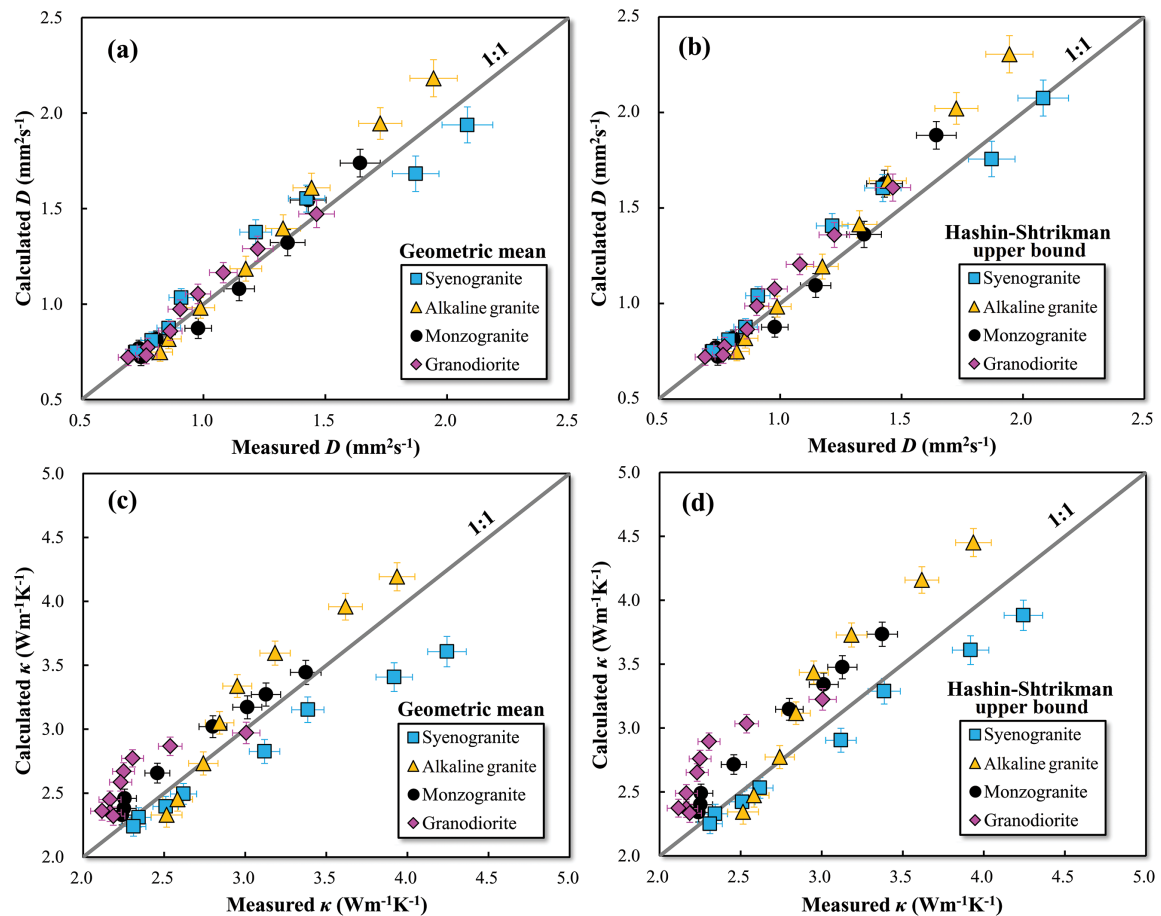 (a)
1:1
2.5
2.0
1.5
1.0
0.5
Calculated D (mm²s⁻¹)
Geometric mean
Syenogranite
Alkaline granite
Monzogranite
Granodiorite
0.5 1.0 1.5 2.0 2.5
Measured D (mm²s⁻¹)
(b)
1:1
2.5
2.0
1.5
1.0
0.5
Calculated D (mm²s⁻¹)
Hashin-Shtrikman
upper bound
Syenogranite
Alkaline granite
Monzogranite
Granodiorite
0.5 1.0 1.5 2.0 2.5
Measured D (mm²s⁻¹)
(c)
1:1
5.0
4.5
4.0
3.5
3.0
2.5
2.0
Calculated κ (Wm⁻¹K⁻¹)
Geometric mean
Syenogranite
Alkaline granite
Monzogranite
Granodiorite
2.0 2.5 3.0 3.5 4.0 4.5 5.0
Measured κ (Wm⁻¹K⁻¹)
(d)
1:1
5.0
4.5
4.0
3.5
3.0
2.5
2.0
Calculated κ (Wm⁻¹K⁻¹)
Hashin-Shtrikman
upper bound
Syenogranite
Alkaline granite
Monzogranite
Granodiorite
2.0 2.5 3.0 3.5 4.0 4.5 5.0
Measured κ (Wm⁻¹K⁻¹)